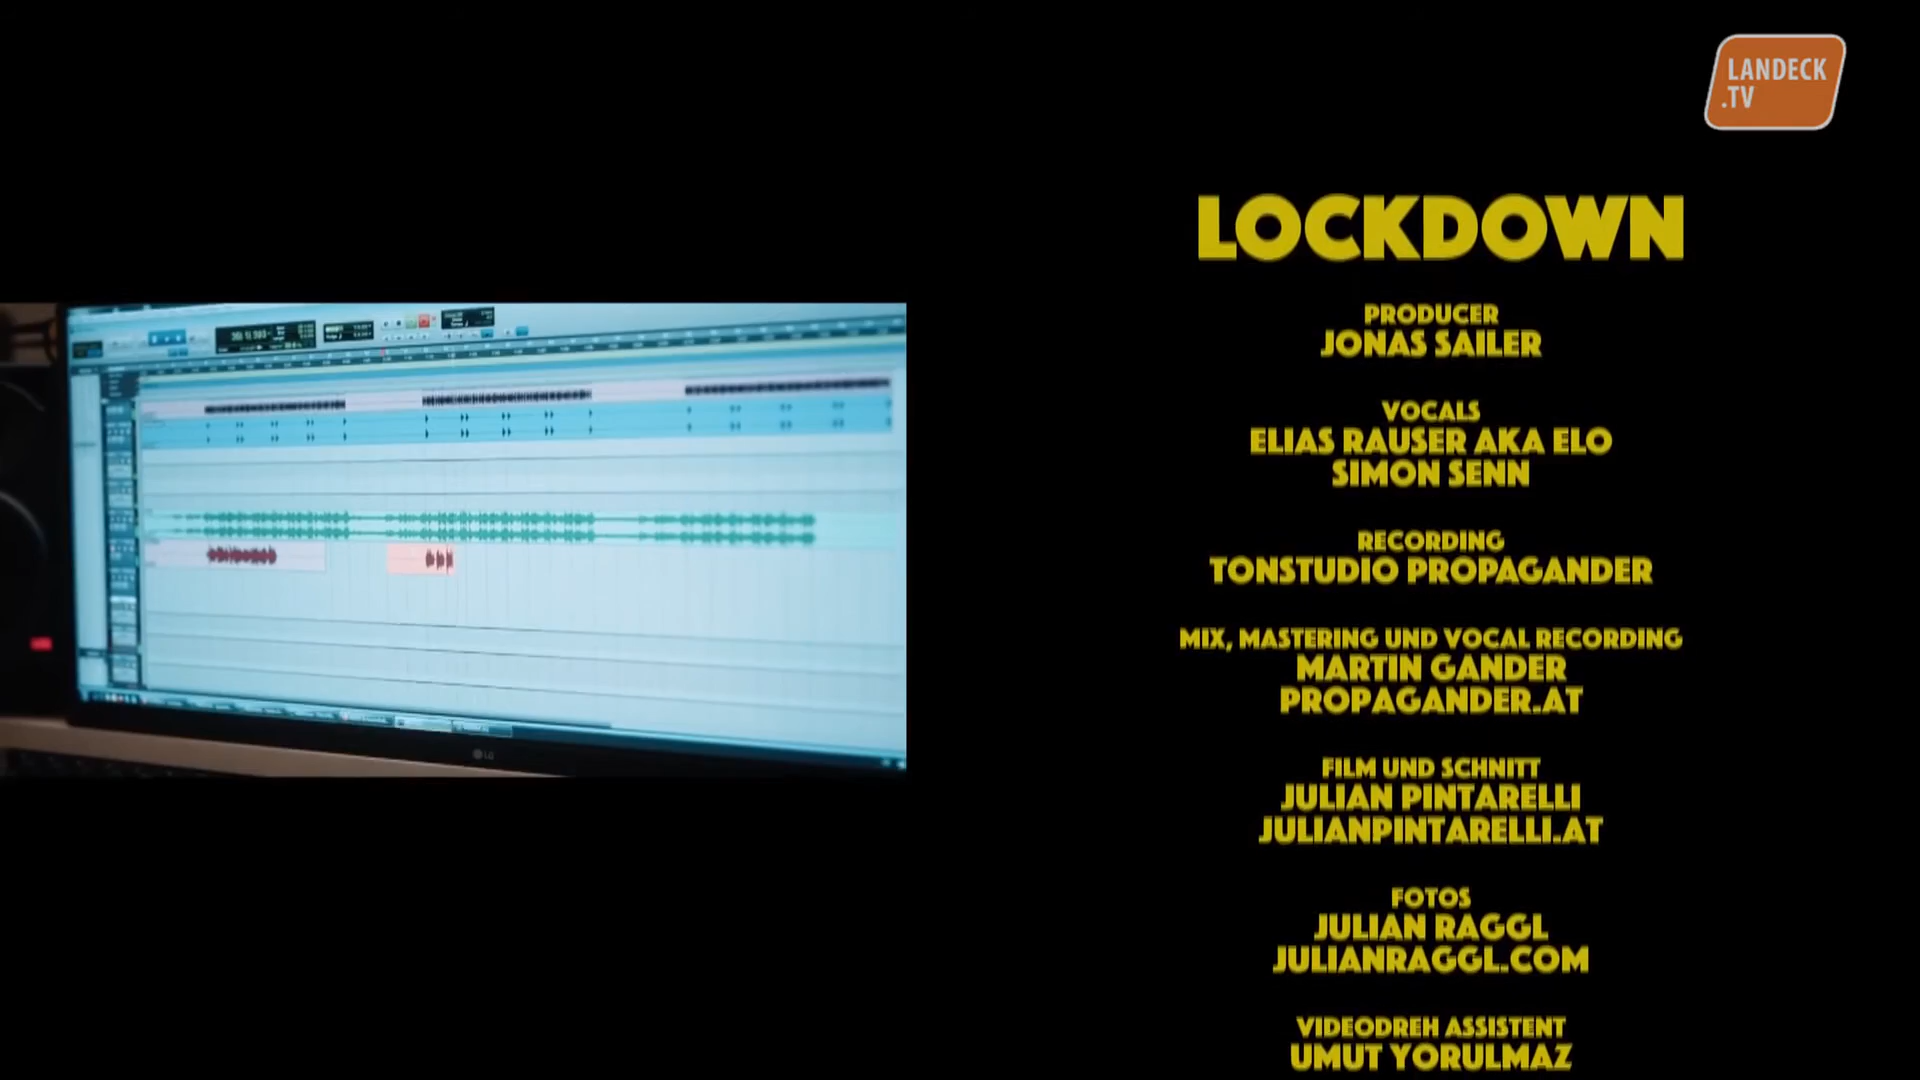 LANDECK
.TV
LOCKDOWN
PRODUCER
JONAS SAILER
VOCALS
ELIAS RAUSER AKA ELO
SIMON SENN
RECORDING
TONSTUDIO PROPAGANDER
MIX, MASTERING UND VOCAL RECORDING
MARTIN GANDER
PROPAGANDER.AT
FILM UND SCHNITT
JULIAN PINTARELLI
JULIANPINTARELLI.AT
FOTOS
JULIAN RAGGL
JULIANRAGGL.COM
VIDEODREH ASSISTENT
UMUT YORULMAZ
LG